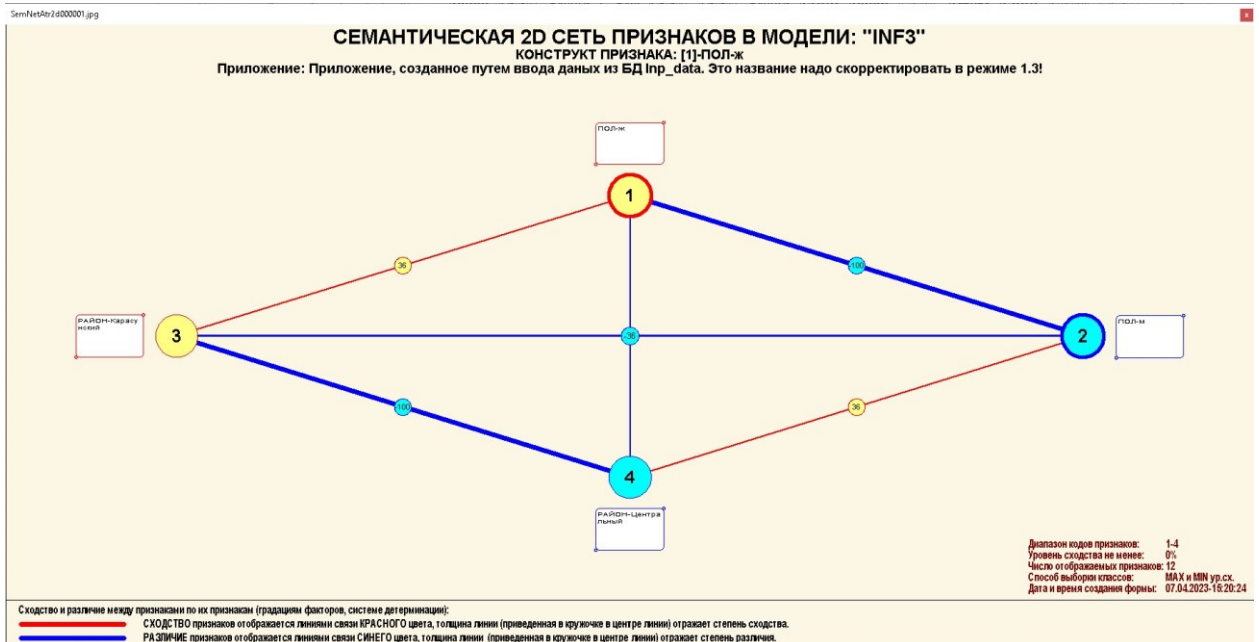 SemNetAtr2d000001.jpg
x
СЕМАНТИЧЕСКАЯ 2D СЕТЬ ПРИЗНАКОВ В МОДЕЛИ: "INF3"
КОНСТРУКТ ПРИЗНАКА: [1]-ПОЛ-ж
Приложение: Приложение, созданное путем ввода даных из БД Inp_data. Это название надо скорректировать в режиме 1.3!
ПОЛ-ж
1
36
-100
РАЙОН-Карасу
нский
3
-36
2
ПОЛ-м
-100
36
4
РАЙОН-Центра
льный
Диапазон кодов признаков: 1-4
Уровень сходства не менее: 0%
Число отображаемых признаков: 12
Способ выборки классов: MAX и MIN ур.сх.
Дата и время создания формы: 07.04.2023-15:20:24
Сходство и различие между признаками по их признакам (градациям факторов, системе детерминации):
СХОДСТВО признаков отображается линиями связи КРАСНОГО цвета, толщина линии (приведенная в кружочке в центре линии) отражает степень сходства.
РАЗЛИЧИЕ признаков отображается линиями связи СИНЕГО цвета, толщина линии (приведенная в кружочке в центре линии) отражает степень различия.